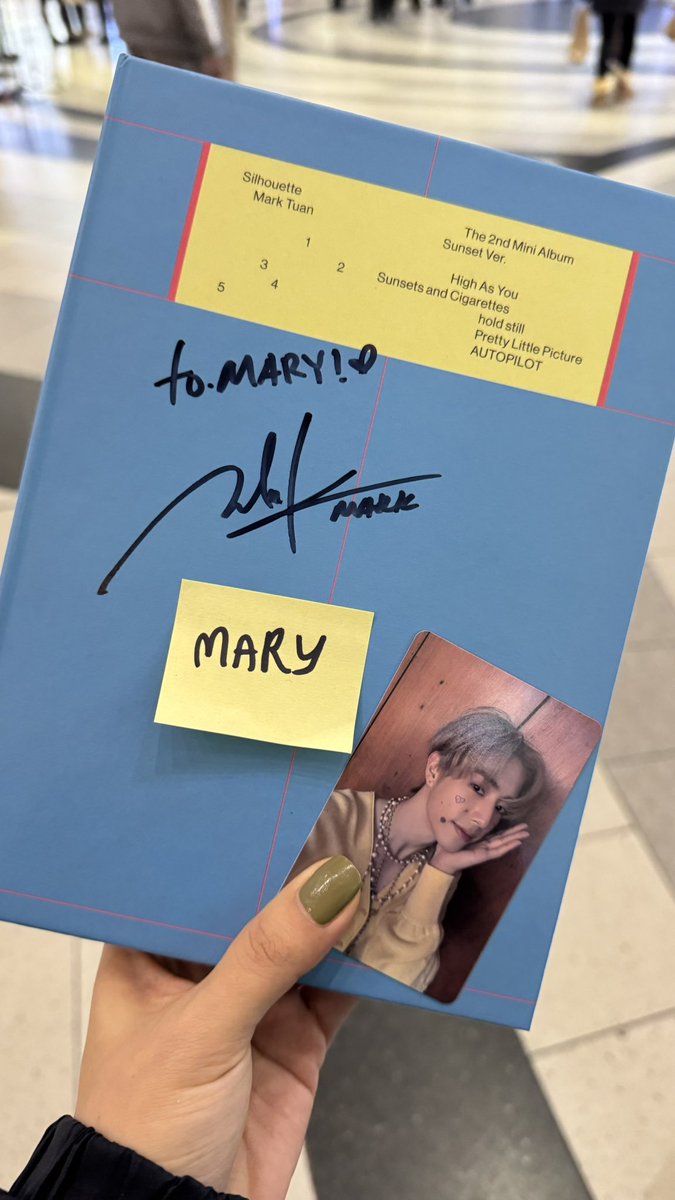 Silhouette
Mark Tuan
The 2nd Mini Album
Sunset Ver.
1
3 2
5 4
High As You
Sunsets and Cigarettes
hold still
Pretty Little Picture
AUTOPILOT
to. MARY! ♡
MARK
MARY